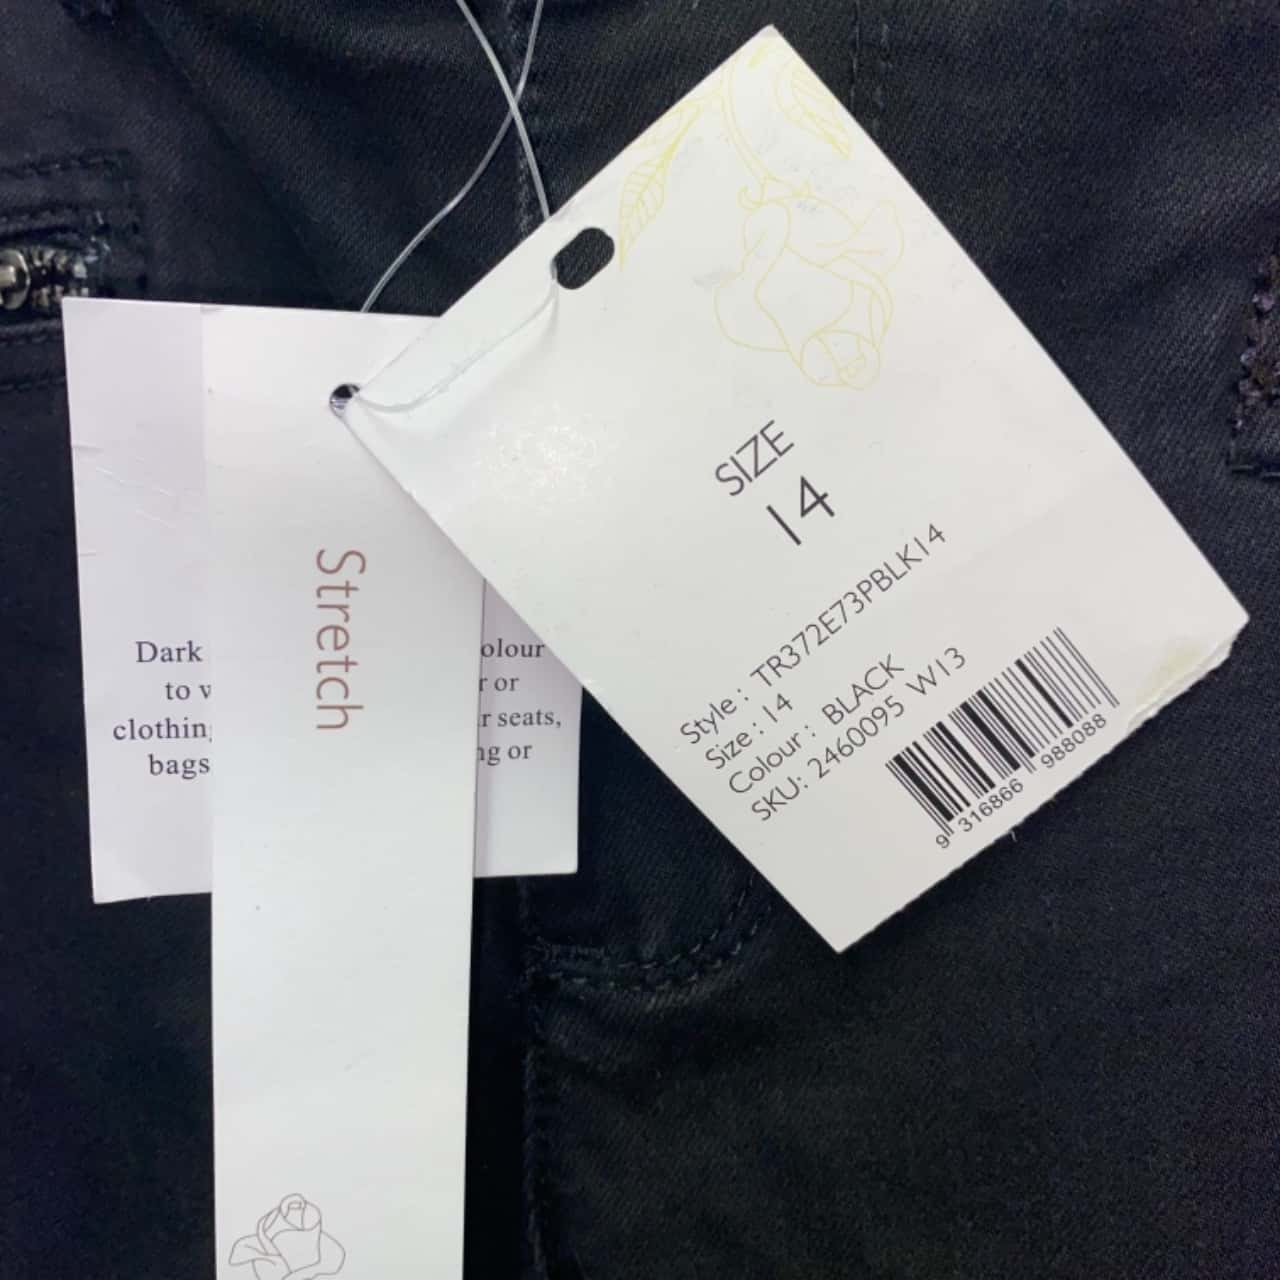 Dark olour
to r or
clothin r seats,
bags ng or
Stretch
SIZE
14
Style : TR372E73PBLK14
Size : 14
Colour : BLACK
SKU: 2460095 W13
9 316866 988088